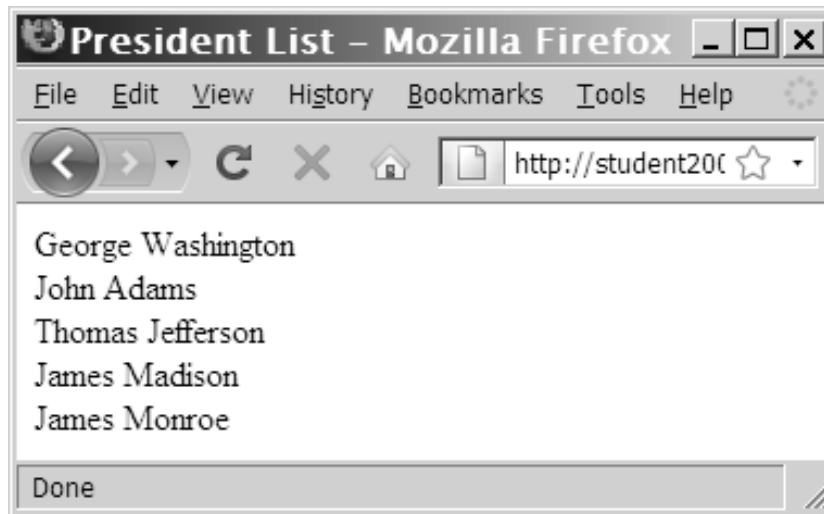 President List – Mozilla Firefox
File Edit View History Bookmarks Tools Help
http://student200
George Washington
John Adams
Thomas Jefferson
James Madison
James Monroe
Done